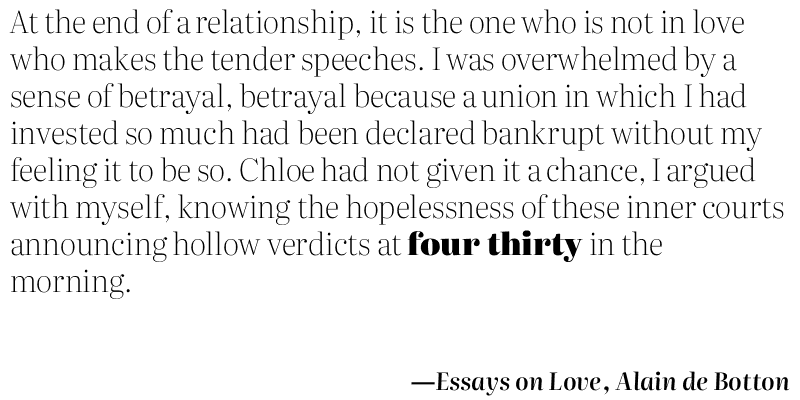 At the end of a relationship, it is the one who is not in love
who makes the tender speeches. I was overwhelmed by a
sense of betrayal, betrayal because a union in which I had
invested so much had been declared bankrupt without my
feeling it to be so. Chloe had not given it a chance, I argued
with myself, knowing the hopelessness of these inner courts
announcing hollow verdicts at four thirty in the
morning.
—Essays on Love, Alain de Botton